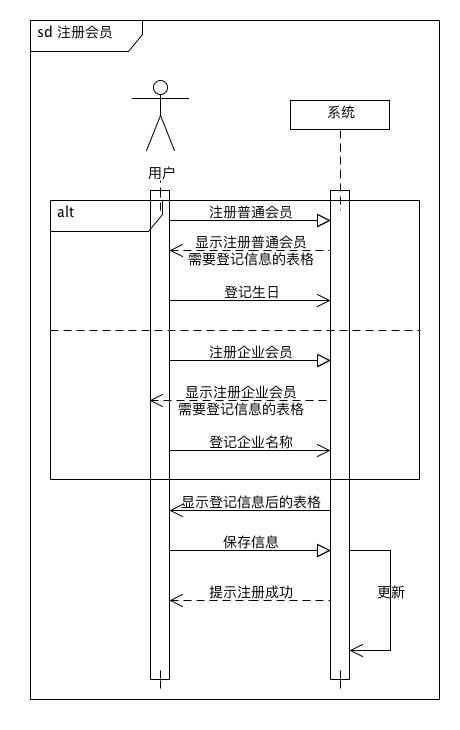 sd 注册会员
系统
用户
alt
注册普通会员
显示注册普通会员
需要登记信息的表格
登记生日
注册企业会员
显示注册企业会员
需要登记信息的表格
登记企业名称
显示登记信息后的表格
保存信息
提示注册成功
更新